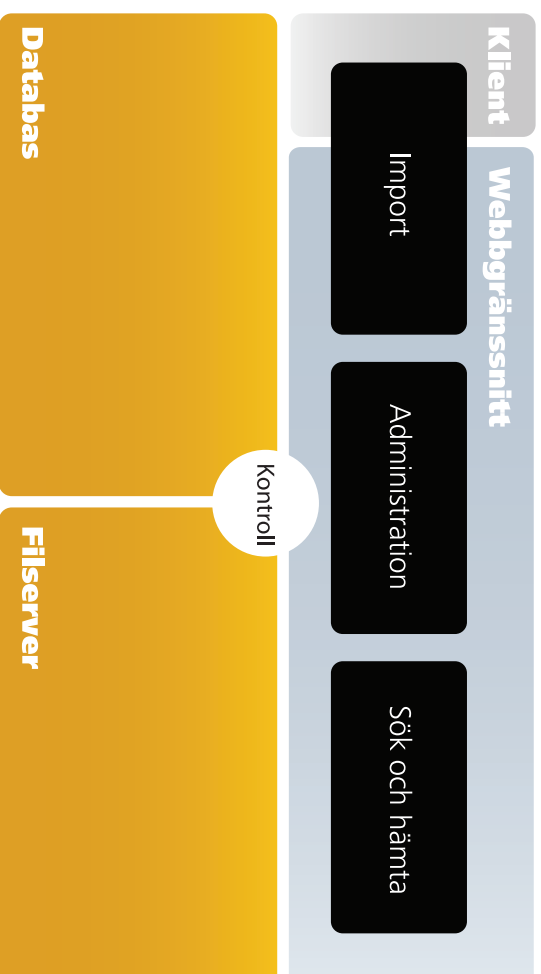 Klient
Webbgränssnitt
Import
Administration
Sök och hämta
Kontroll
Databas
Filserver